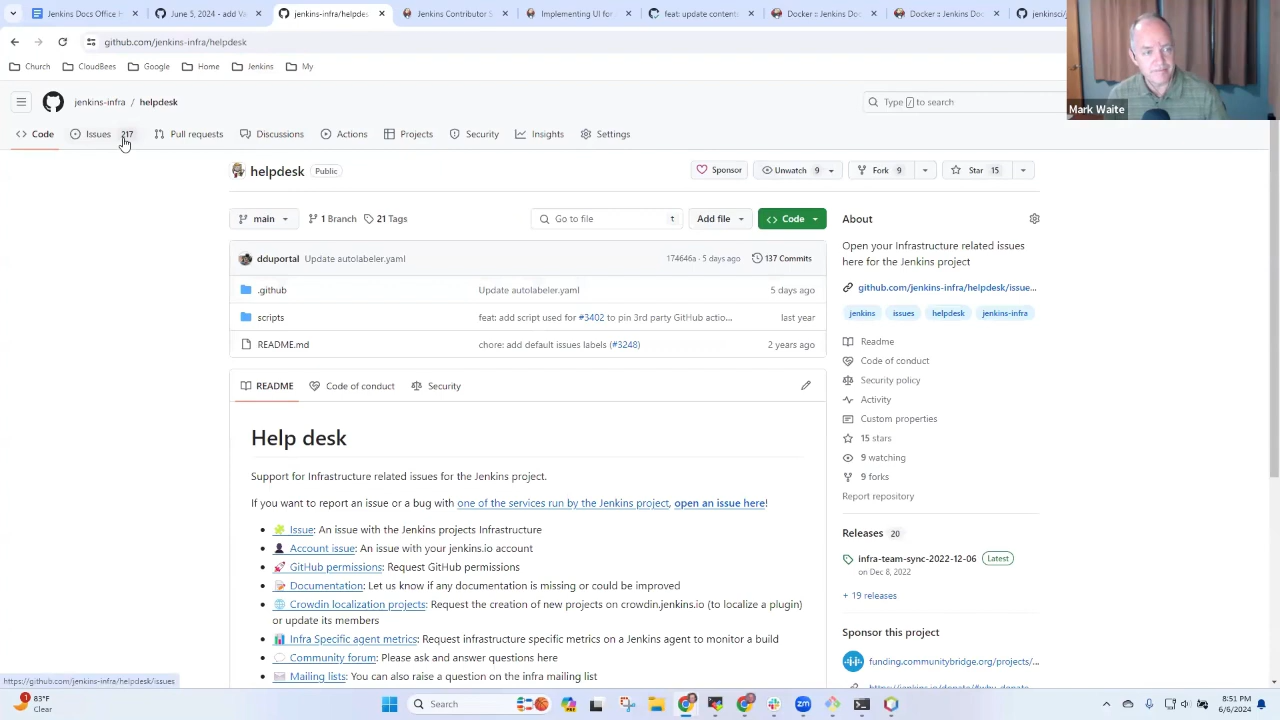 Jenkins Docs Office
June 5, 2024 - add V
jenkins-infra/helpdesk
Jenkins Contributor S
Implementing UI for
feat: update content
Docker :: Jenkins Do
Docker :: Jenkins Do
jenkinsci/
github.com/jenkins-infra/helpdesk
Church
CloudBees
Google
Home
Jenkins
My
Mark Waite
jenkins-infra / helpdesk
Type / to search
Code
Issues 217
Pull requests
Discussions
Actions
Projects
Security
Insights
Settings
helpdesk Public
Sponsor
Unwatch 9
Fork 9
Star 15
main
1 Branch
21 Tags
Go to file t
Add file
Code
dduportal Update autolabeler.yaml 174646a · 5 days ago 137 Commits
.github Update autolabeler.yaml 5 days ago
scripts feat: add script used for #3402 to pin 3rd party GitHub actio... last year
README.md chore: add default issues labels (#3248) 2 years ago
README
Code of conduct
Security
Help desk
Support for Infrastructure related issues for the Jenkins project.
If you want to report an issue or a bug with one of the services run by the Jenkins project, open an issue here!
Issue: An issue with the Jenkins projects Infrastructure
Account issue: An issue with your jenkins.io account
GitHub permissions: Request GitHub permissions
Documentation: Let us know if any documentation is missing or could be improved
Crowdin localization projects: Request the creation of new projects on crowdin.jenkins.io (to localize a plugin)
or update its members
Infra Specific agent metrics: Request infrastructure specific metrics on a Jenkins agent to monitor a build
Community forum: Please ask and answer questions here
Mailing lists: You can also raise a question on the infra mailing list
About
Open your Infrastructure related issues
here for the Jenkins project
github.com/jenkins-infra/helpdesk/issue...
jenkins issues helpdesk jenkins-infra
Readme
Code of conduct
Security policy
Activity
Custom properties
15 stars
9 watching
9 forks
Report repository
Releases 20
infra-team-sync-2022-12-06 Latest
on Dec 8, 2022
+ 19 releases
Sponsor this project
funding.communitybridge.org/projects/...
https://jenkins.io/donate/#why-donate
https://github.com/jenkins-infra/helpdesk/issues
1
83°F
Clear
Search
8:51 PM
6/6/2024